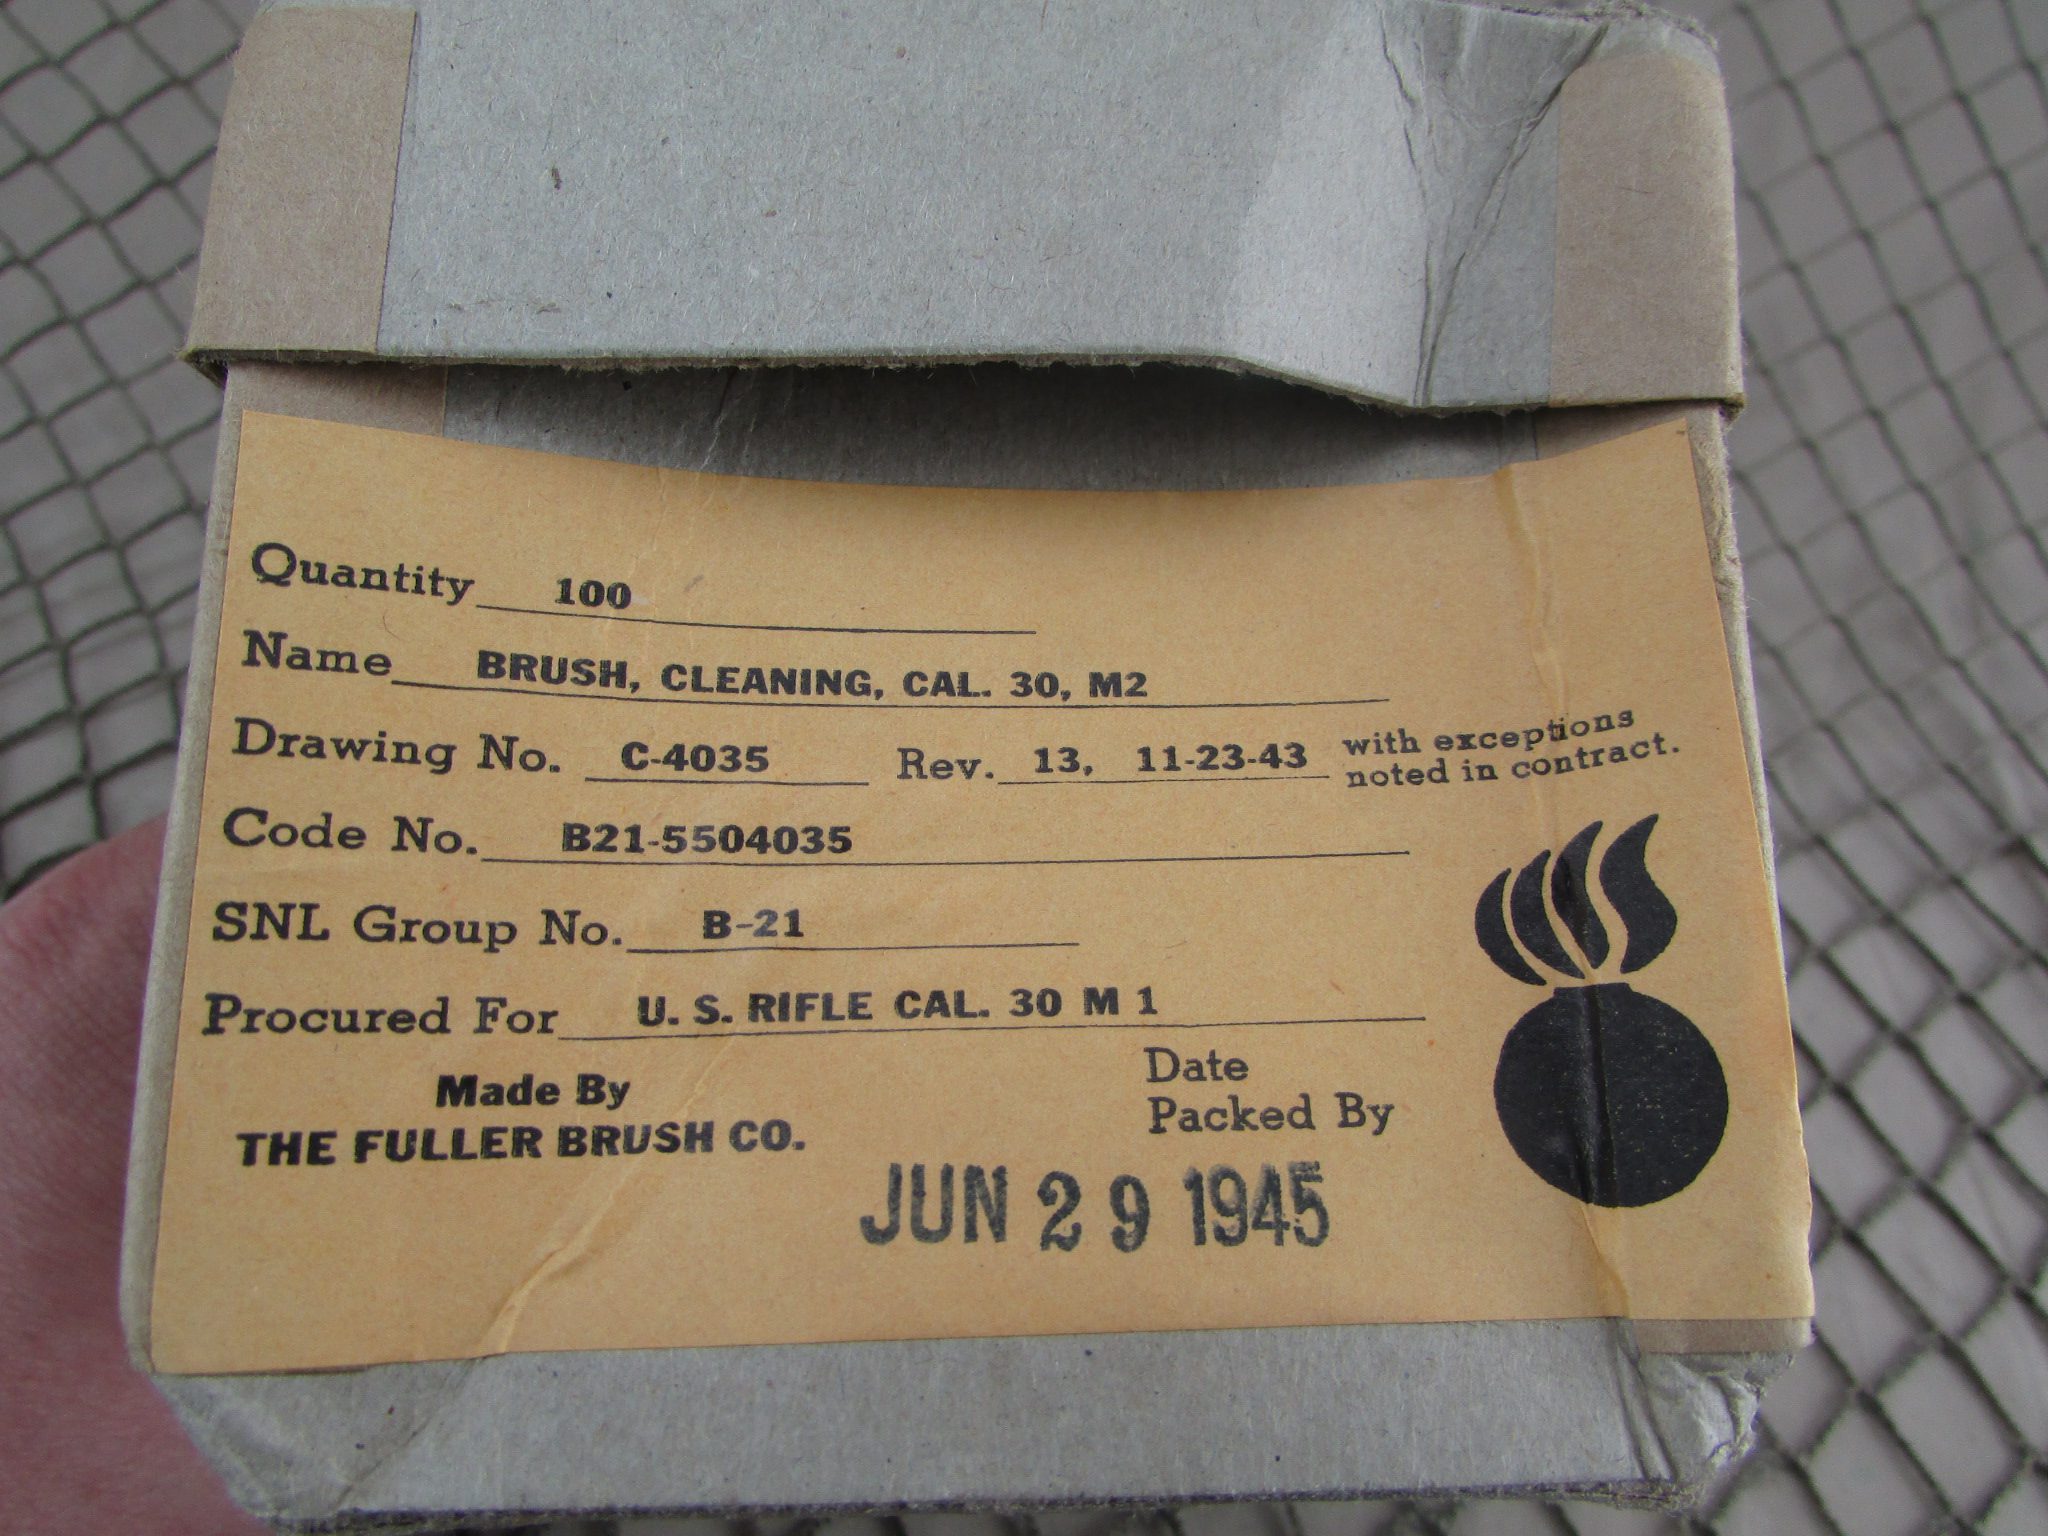 Quantity 100
Name BRUSH, CLEANING, CAL. 30, M2
Drawing No. C-4035 Rev. 13, 11-23-43 with exceptions
noted in contract.
Code No. B21-5504035
SNL Group No. B-21
Procured For U. S. RIFLE CAL. 30 M 1
Made By
THE FULLER BRUSH CO.
Date
Packed By
JUN 29 1945